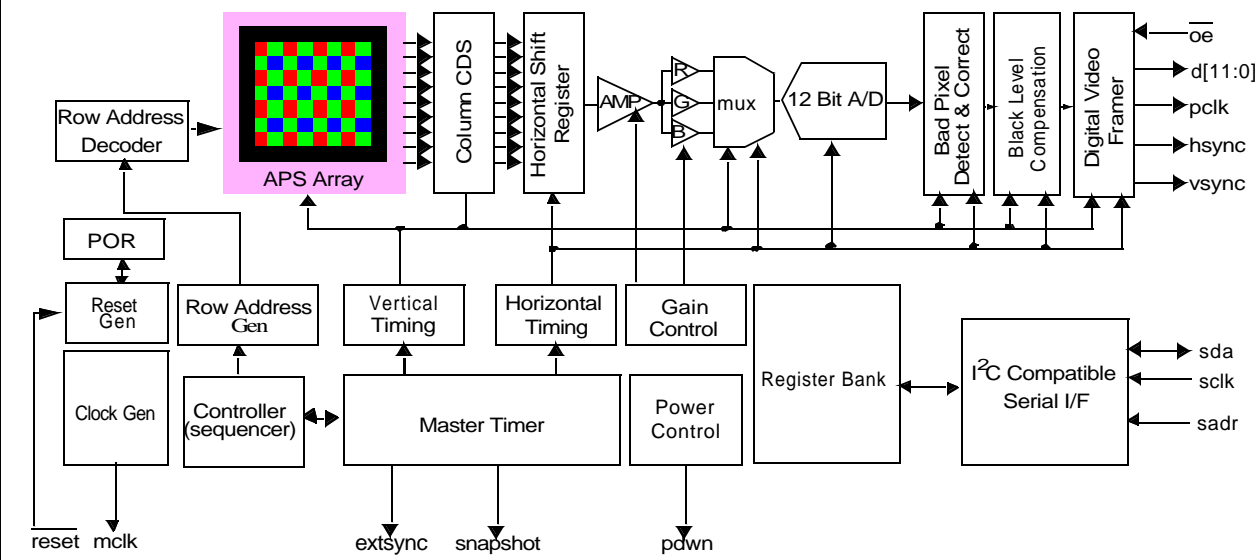 Row Address
Decoder
APS Array
Column CDS
Horizontal Shift
Register
AMP
R
G
B
mux
12 Bit A/D
Bad Pixel
Detect & Correct
Black Level
Compensation
Digital Video
Framer
oe
d[11:0]
pclk
hsync
vsync
POR
Reset
Gen
Row Address
Gen
Vertical
Timing
Horizontal
Timing
Gain
Control
Register Bank
I²C Compatible
Serial I/F
sda
sclk
sadr
Clock Gen
Controller
(sequencer)
Master Timer
Power
Control
reset
mclk
extsync
snapshot
pdwn